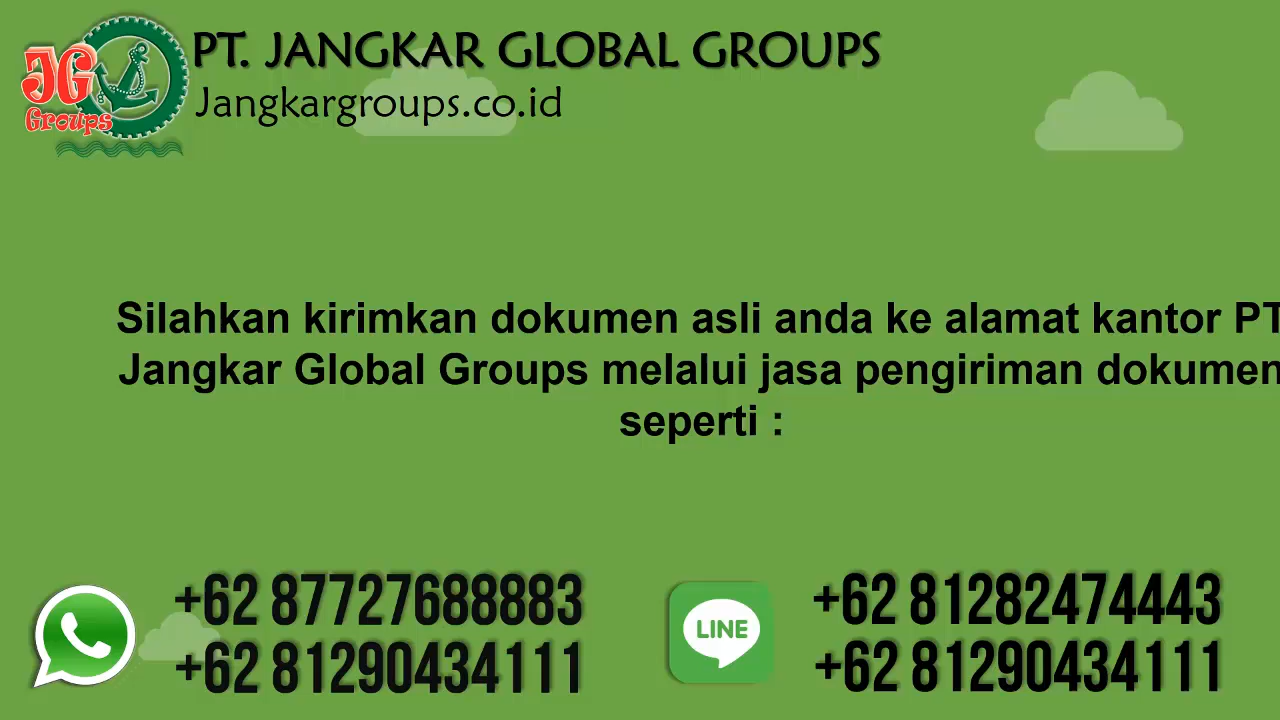 JG
Groups
PT. JANGKAR GLOBAL GROUPS
Jangkargroups.co.id
Silahkan kirimkan dokumen asli anda ke alamat kantor PT
Jangkar Global Groups melalui jasa pengiriman dokumen
seperti :
+62 87727688883
+62 81290434111
LINE
+62 81282474443
+62 81290434111